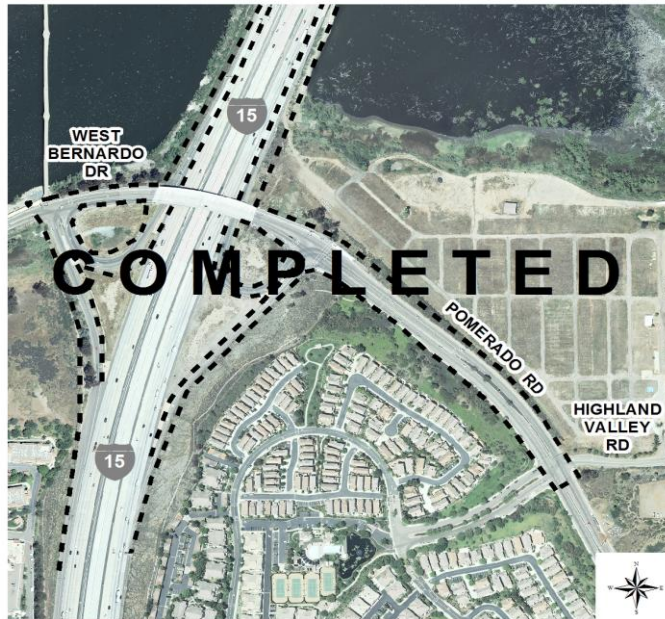 15
WEST
BERNARDO
DR
COMPLETED
POMERADO RD
HIGHLAND
VALLEY
RD
15
N
W
E
S